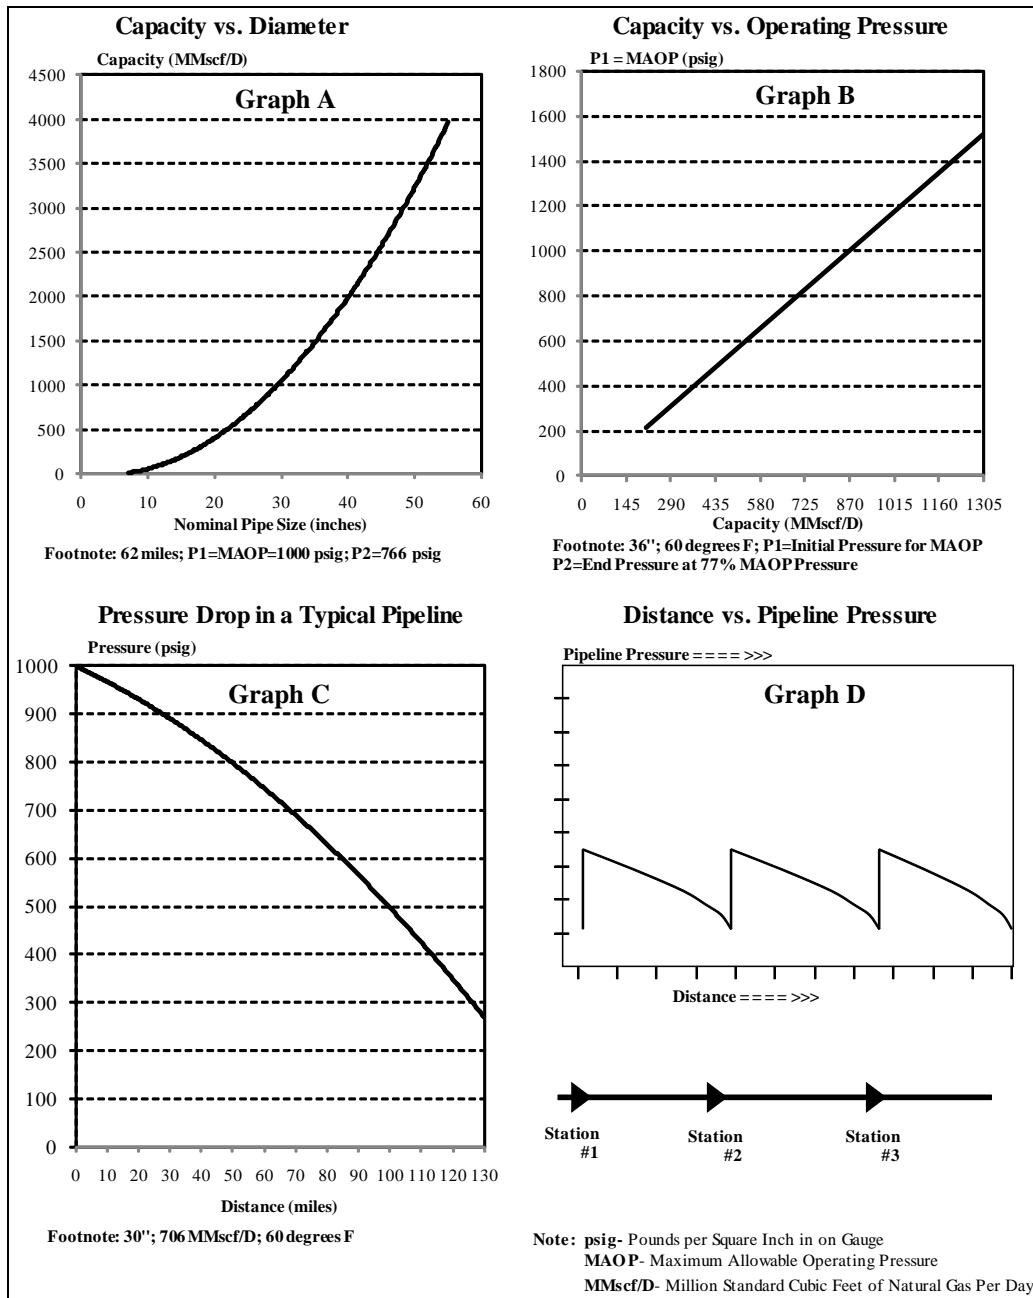 Capacity vs. Diameter
Capacity (MMscf/D)
Graph A
4500
4000
3500
3000
2500
2000
1500
1000
500
0
0 10 20 30 40 50 60
Nominal Pipe Size (inches)
Footnote: 62 miles; P1=MAOP=1000 psig; P2=766 psig
Capacity vs. Operating Pressure
P1 = MAOP (psig)
Graph B
1800
1600
1400
1200
1000
800
600
400
200
0
0 145 290 435 580 725 870 1015 1160 1305
Capacity (MMscf/D)
Footnote: 36"; 60 degrees F; P1=Initial Pressure for MAOP
P2=End Pressure at 77% MAOP Pressure
Pressure Drop in a Typical Pipeline
Pressure (psig)
Graph C
1000
900
800
700
600
500
400
300
200
100
0
0 10 20 30 40 50 60 70 80 90 100 110 120 130
Distance (miles)
Footnote: 30"; 706 MMscf/D; 60 degrees F
Distance vs. Pipeline Pressure
Pipeline Pressure ==== >>>
Graph D
Distance ==== >>>
Station #1
Station #2
Station #3
Note: psig- Pounds per Square Inch in on Gauge
MAOP- Maximum Allowable Operating Pressure
MMscf/D- Million Standard Cubic Feet of Natural Gas Per Day